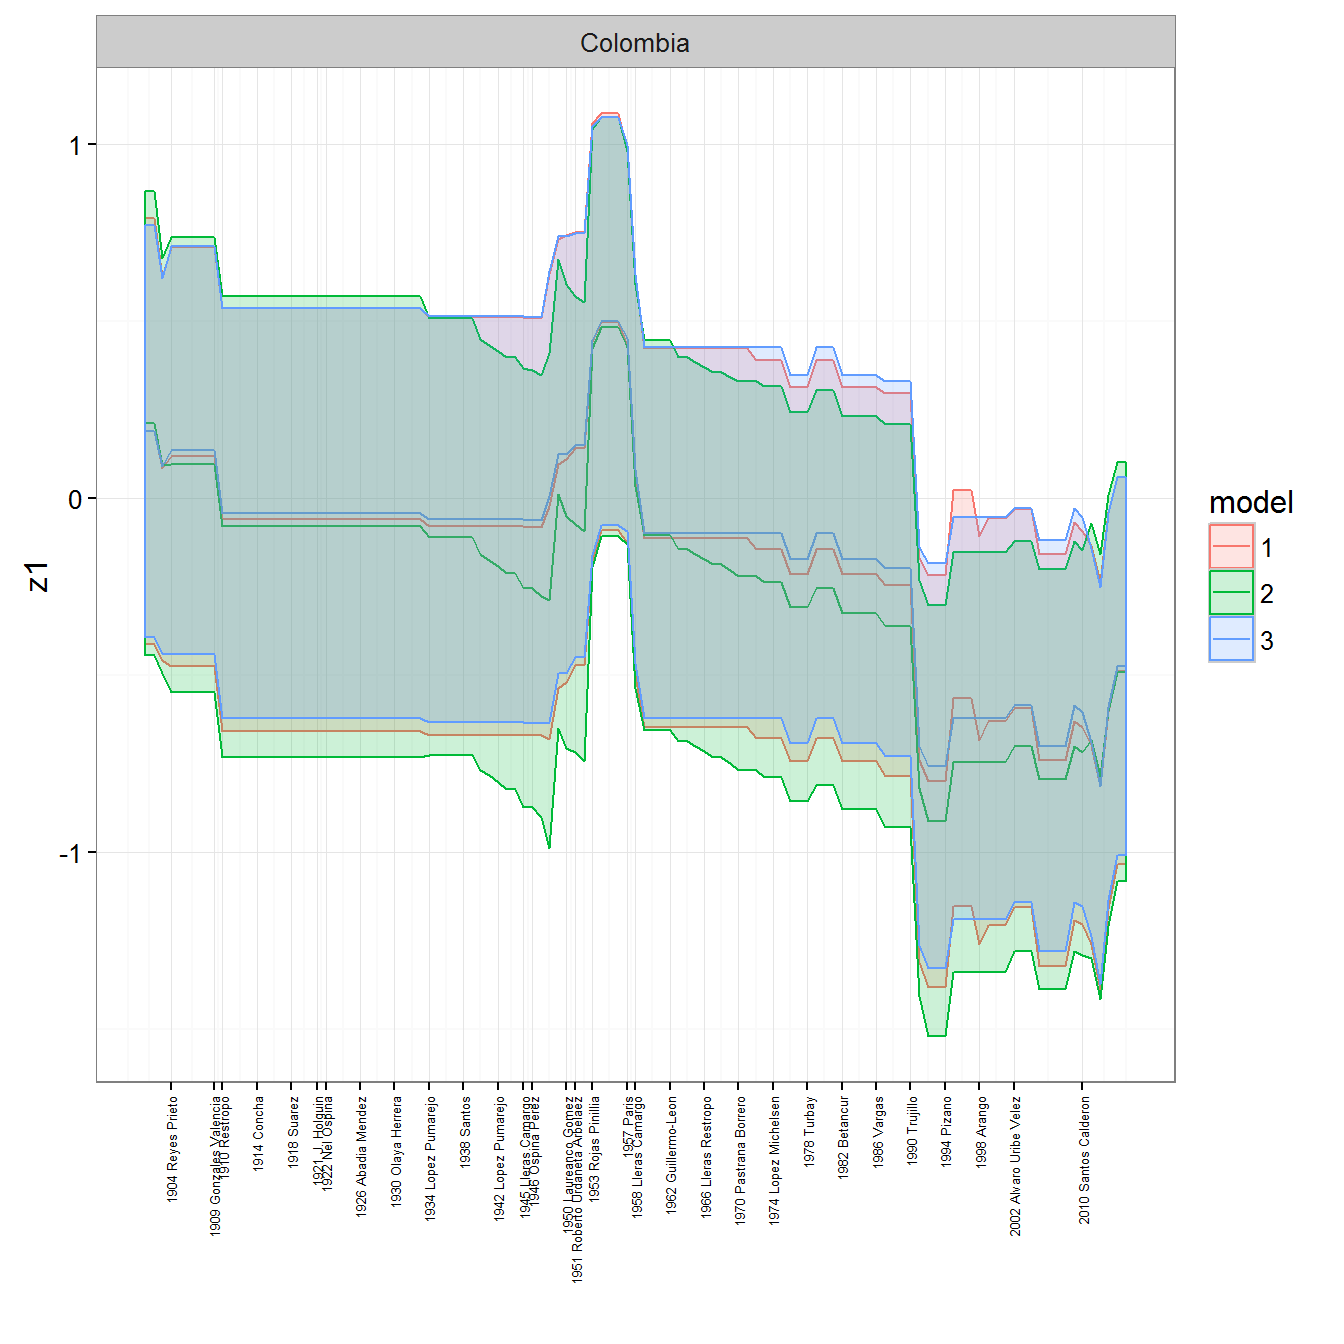 Colombia
1
0
-1
z1
model
1
2
3
1904 Reyes Prieto
1909 Gonzales Valencia
1910 Restropo
1914 Concha
1918 Suarez
1921 J. Holguin
1922 Nel Ospina
1926 Abadia Mendez
1930 Olaya Herrera
1934 Lopez Pumarejo
1938 Santos
1942 Lopez Pumarejo
1945 Lleras Camargo
1946 Ospina Perez
1950 Laureanco Gomez
1951 Roberto Urdaneta Arbelaez
1953 Rojas Pinillia
1957 Paris
1958 Lleras Camargo
1962 Guillermo-Leon
1966 Lleras Restropo
1970 Pastrana Borrero
1974 Lopez Michelsen
1978 Turbay
1982 Betancur
1986 Vargas
1990 Trujillo
1994 Pizano
1998 Arango
2002 Alvaro Uribe Velez
2010 Santos Calderon